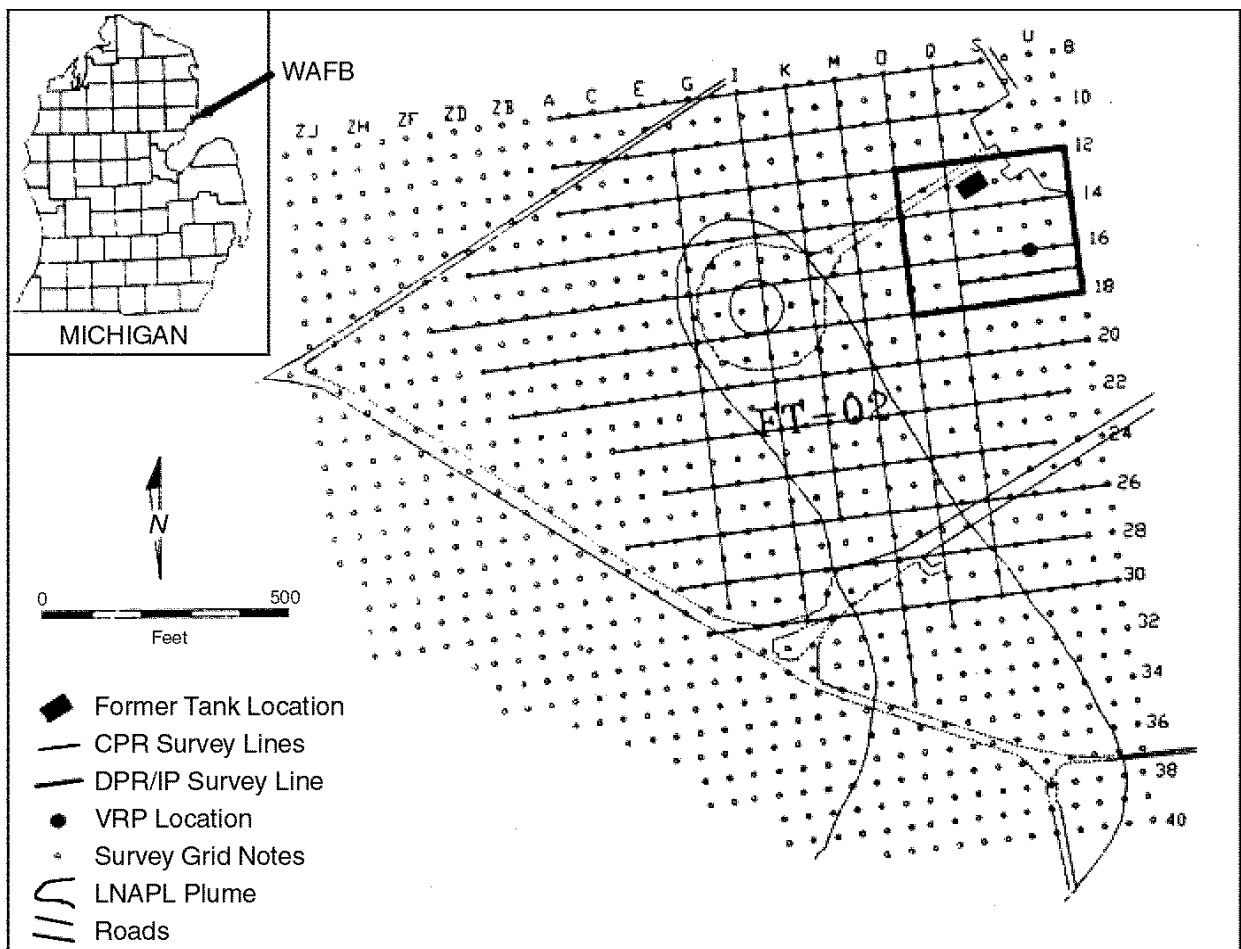 WAFB
MICHIGAN
ZJ ZH ZF ZD ZB A C E G I K M O Q S U 8
10
12
14
16
18
20
22
24
26
28
30
32
34
36
38
40
FT-02
N
0 500
Feet
Former Tank Location
CPR Survey Lines
DPR/IP Survey Line
VRP Location
Survey Grid Notes
LNAPL Plume
Roads